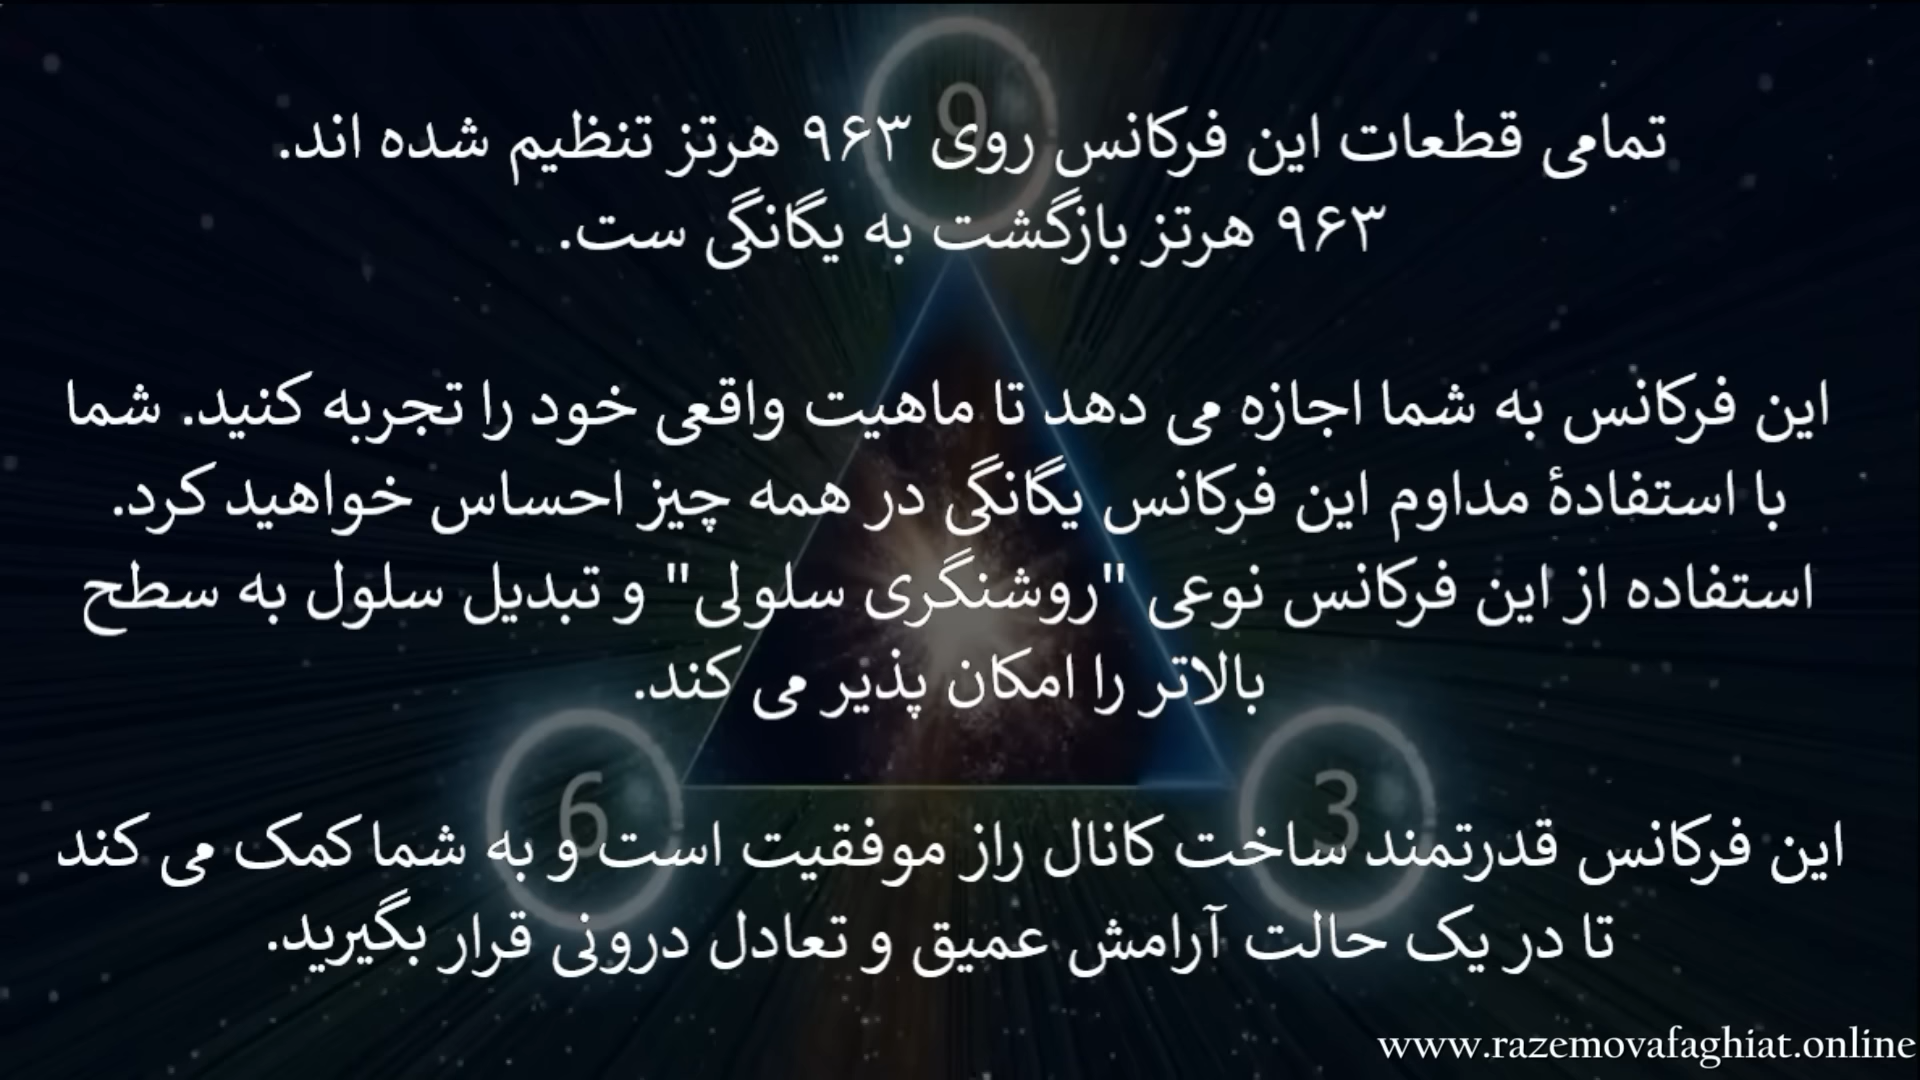 9
تمامی قطعات این فرکانس روی ۹۶۳ هرتز تنظیم شده اند.
۹۶۳ هرتز بازگشت به یگانگی ست.
این فرکانس به شما اجازه می دهد تا ماهیت واقعی خود را تجربه کنید. شما
با استفادهٔ مداوم این فرکانس یگانگی در همه چیز احساس خواهید کرد.
استفاده از این فرکانس نوعی "روشنگری سلولی" و تبدیل سلول به سطح
بالاتر را امکان پذیر می کند.
3
6
این فرکانس قدرتمند ساخت کانال راز موفقیت است و به شما کمک می کند
تا در یک حالت آرامش عمیق و تعادل درونی قرار بگیرید.
www.razemovafaghiat.online